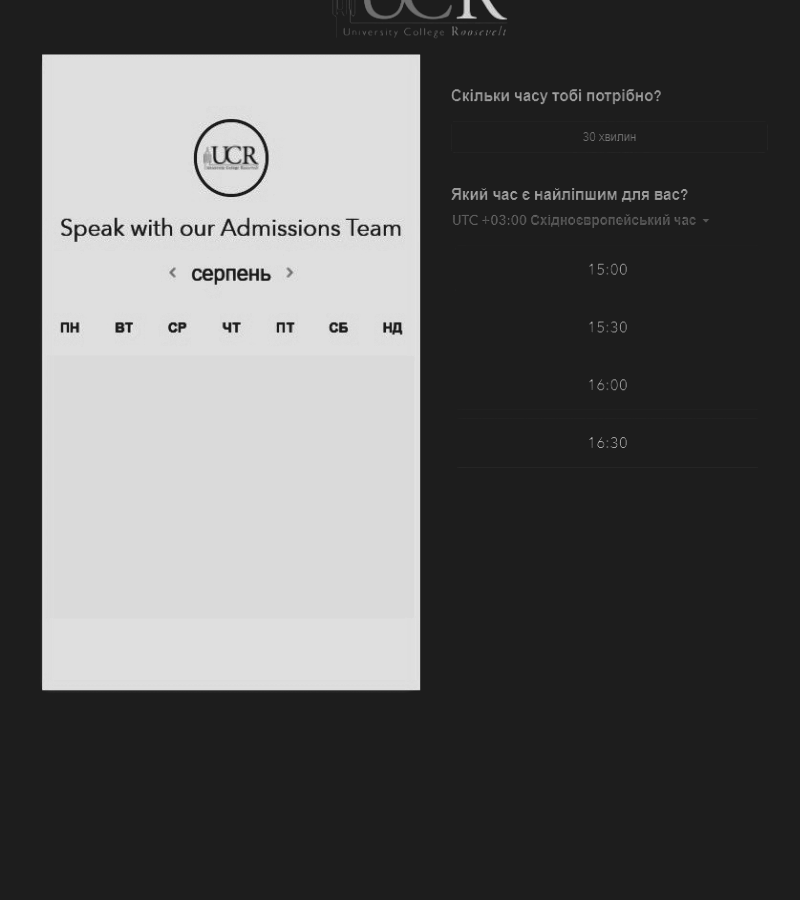 UCR
University College Roosevelt
UCR
Speak with our Admissions Team
серпень
ПН ВТ СР ЧТ ПТ СБ НД
Скільки часу тобі потрібно?
30 хвилин
Який час є найліпшим для вас?
UTC +03:00 Східноєвропейський час
15:00
15:30
16:00
16:30